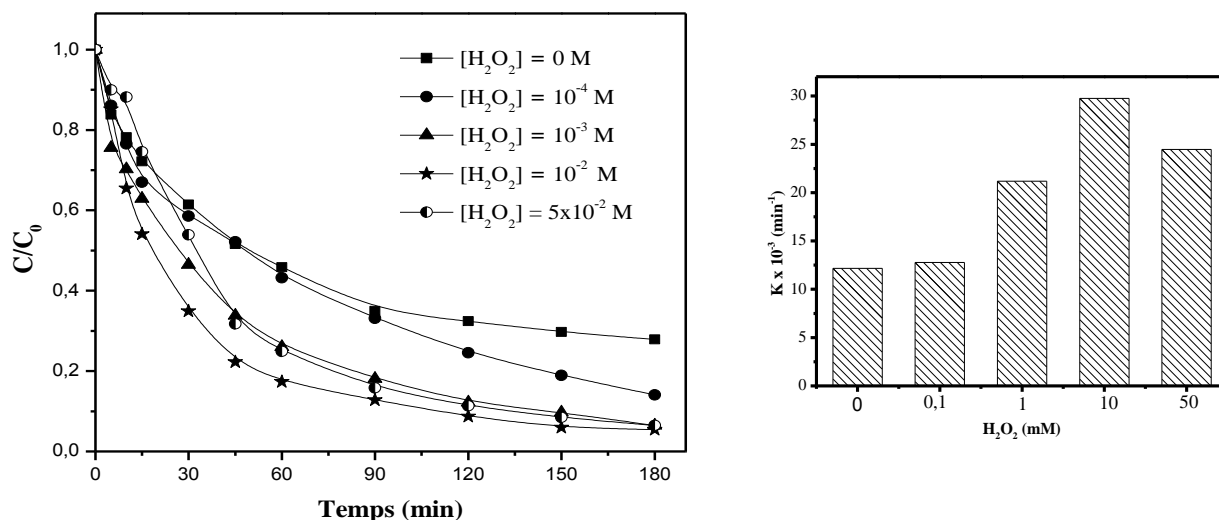 1,0
0,8
0,6
0,4
0,2
0,0
C/C₀
0 30 60 90 120 150 180
Temps (min)
[H₂O₂] = 0 M
[H₂O₂] = 10⁻⁴ M
[H₂O₂] = 10⁻³ M
[H₂O₂] = 10⁻² M
[H₂O₂] = 5x10⁻² M
30
25
20
15
10
5
0
K x 10⁻³ (min⁻¹)
0 0,1 1 10 50
H₂O₂ (mM)